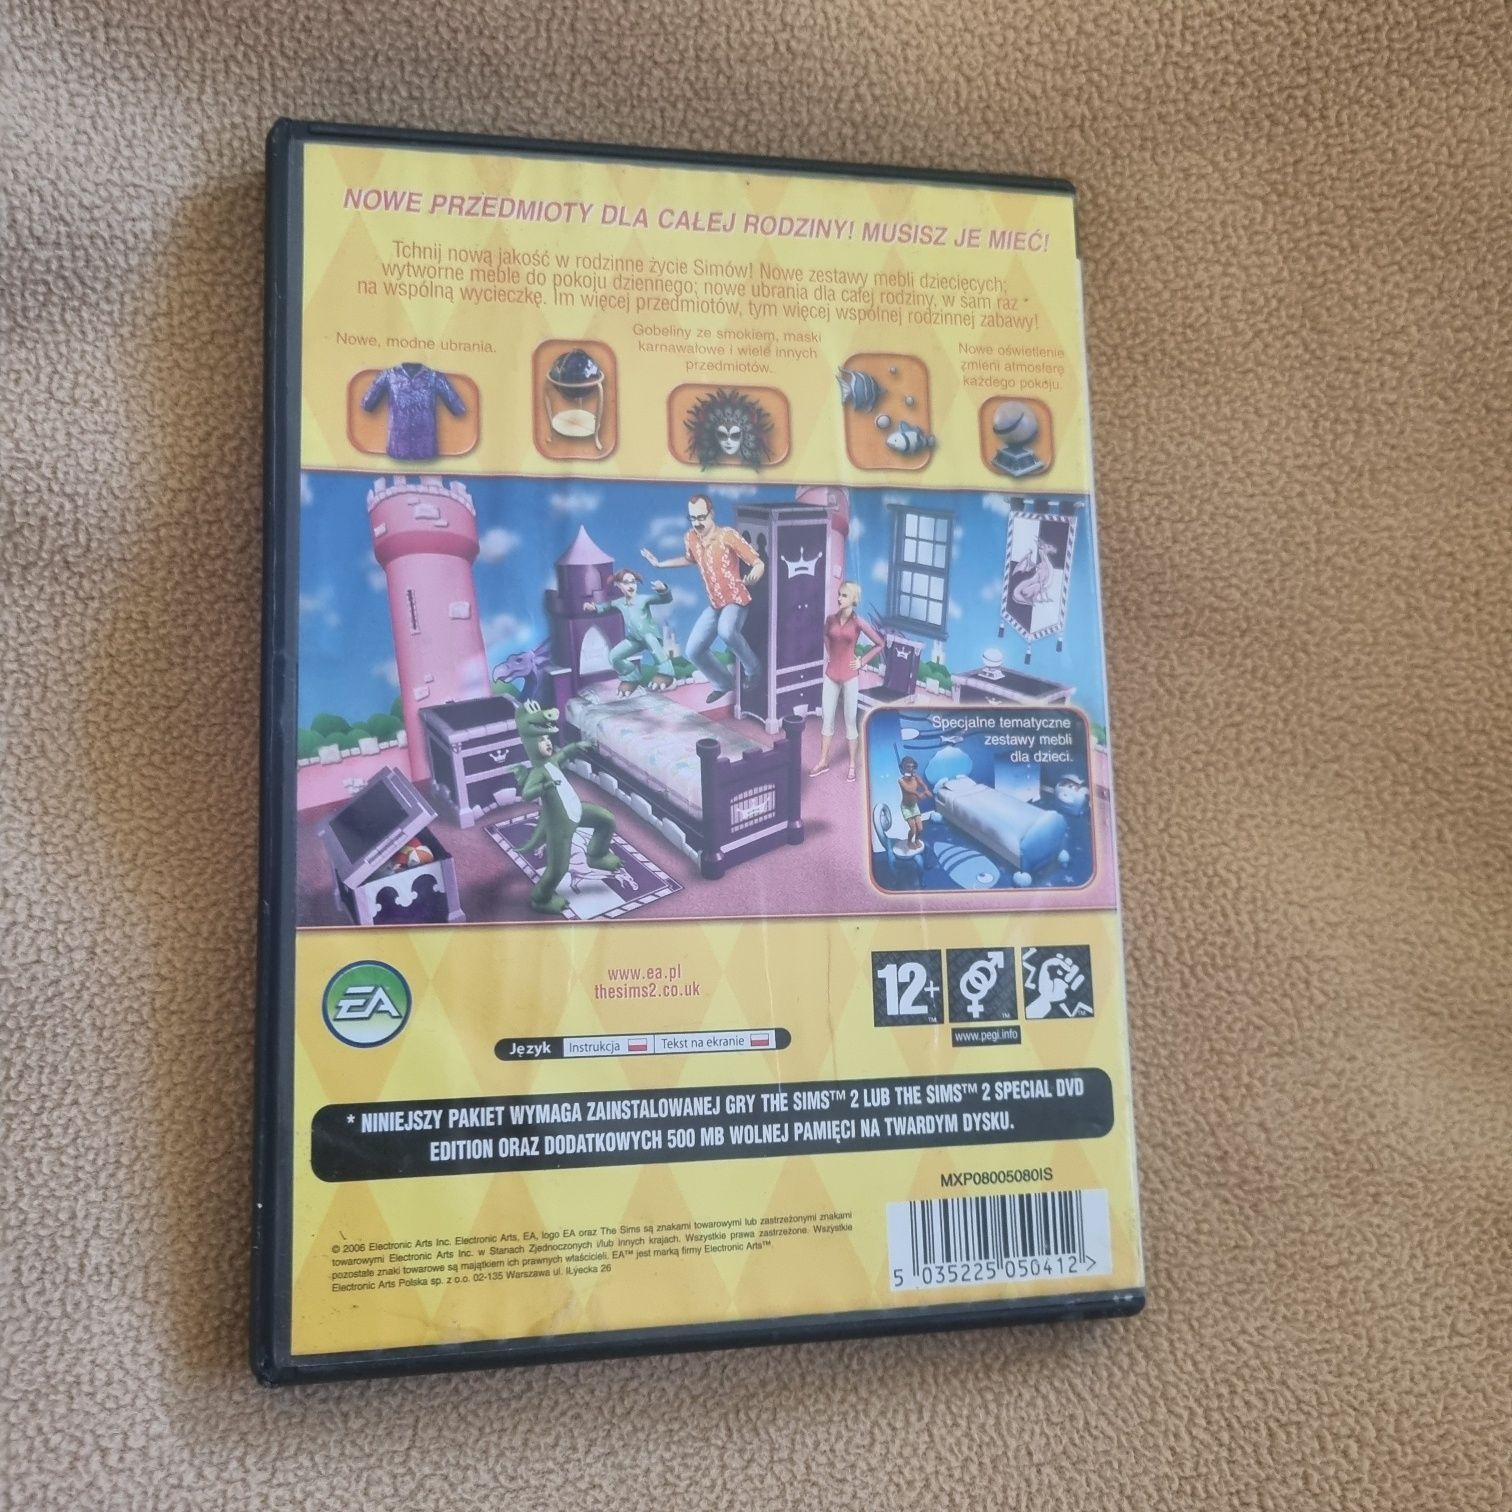 NOWE PRZEDMIOTY DLA CAŁEJ RODZINY! MUSISZ JE MIEĆ!
Tchnij nową jakość w rodzinne życie Simów! Nowe zestawy mebli dziecięcych;
wytworne meble do pokoju dziennego; nowe ubrania dla całej rodziny, w sam raz
na wspólną wycieczkę. Im więcej przedmiotów, tym więcej wspólnej rodzinnej zabawy!
Nowe, modne ubrania.
Gobeliny ze smokiem, maski
karnawałowe i wiele innych
przedmiotów.
Nowe oświetlenie
zmieni atmosferę
każdego pokoju.
Specjalne tematyczne
zestawy mebli
dla dzieci.
EA
www.ea.pl
thesims2.co.uk
12+
www.pegi.info
Język Instrukcja Tekst na ekranie
* NINIEJSZY PAKIET WYMAGA ZAINSTALOWANEJ GRY THE SIMS™ 2 LUB THE SIMS™ 2 SPECIAL DVD
EDITION ORAZ DODATKOWYCH 500 MB WOLNEJ PAMIĘCI NA TWARDYM DYSKU.
MXP08005080IS
© 2006 Electronic Arts Inc. Electronic Arts, EA, logo EA oraz The Sims są znakami towarowymi lub zastrzeżonymi znakami
towarowymi Electronic Arts Inc. w Stanach Zjednoczonych i/lub innych krajach. Wszystkie prawa zastrzeżone. Wszystkie
pozostałe znaki towarowe są majątkiem ich prawnych właścicieli. EA™ jest marką firmy Electronic Arts™
Electronic Arts Polska sp. z o.o. 02-135 Warszawa ul. Iłżecka 26
5 035225 050412 >